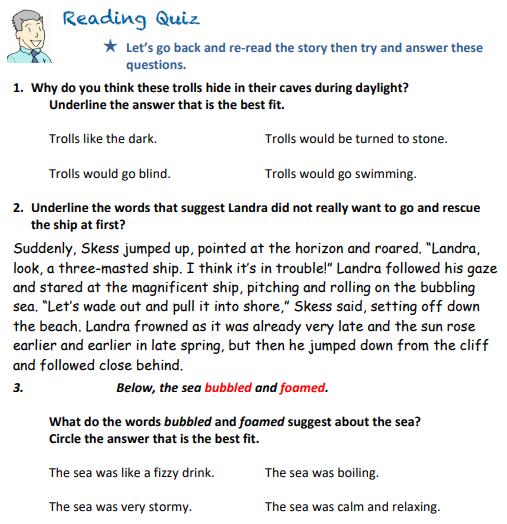 Reading Quiz
★ Let's go back and re-read the story then try and answer these
questions.
1. Why do you think these trolls hide in their caves during daylight?
Underline the answer that is the best fit.
Trolls like the dark. Trolls would be turned to stone.
Trolls would go blind. Trolls would go swimming.
2. Underline the words that suggest Landra did not really want to go and rescue
the ship at first?
Suddenly, Skess jumped up, pointed at the horizon and roared. “Landra,
look, a three-masted ship. I think it’s in trouble!” Landra followed his gaze
and stared at the magnificent ship, pitching and rolling on the bubbling
sea. “Let’s wade out and pull it into shore,” Skess said, setting off down
the beach. Landra frowned as it was already very late and the sun rose
earlier and earlier in late spring, but then he jumped down from the cliff
and followed close behind.
3. Below, the sea bubbled and foamed.
What do the words bubbled and foamed suggest about the sea?
Circle the answer that is the best fit.
The sea was like a fizzy drink. The sea was boiling.
The sea was very stormy. The sea was calm and relaxing.